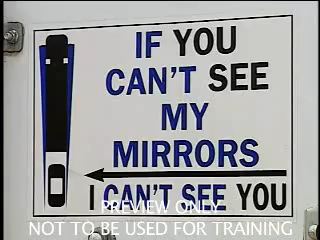 IF YOU
CAN'T SEE
MY
MIRRORS
I CAN'T SEE YOU
PREVIEW ONLY
NOT TO BE USED FOR TRAINING